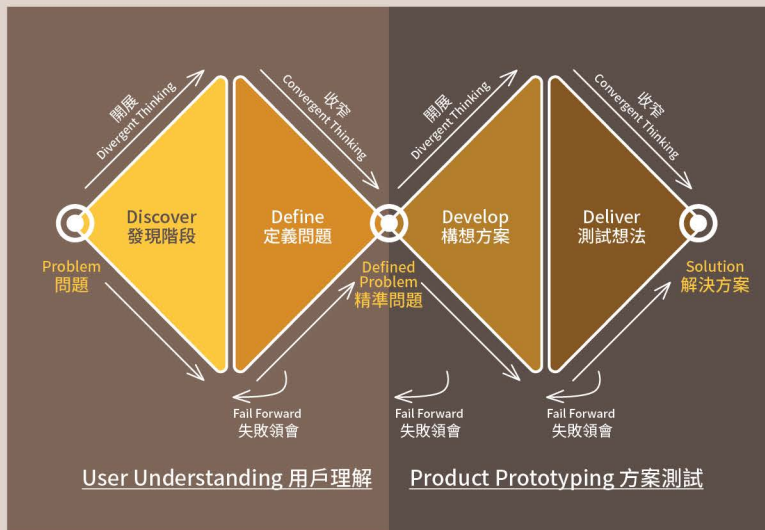 開展
Divergent Thinking
收窄
Convergent Thinking
開展
Divergent Thinking
收窄
Convergent Thinking
Discover
發現階段
Define
定義問題
Develop
構想方案
Deliver
測試想法
Problem
問題
Defined
Problem
精準問題
Solution
解決方案
Fail Forward
失敗領會
Fail Forward
失敗領會
Fail Forward
失敗領會
User Understanding 用戶理解
Product Prototyping 方案測試